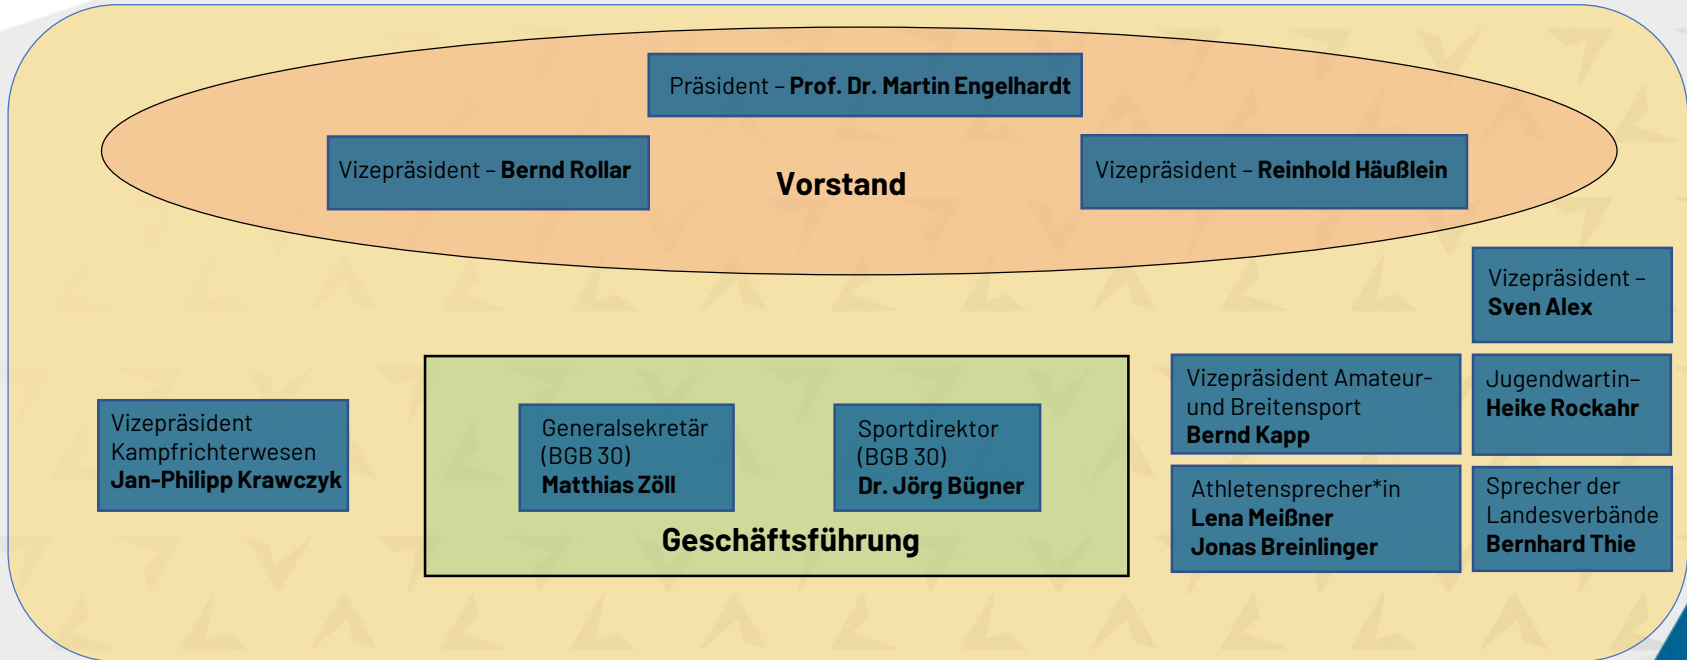 Präsident – Prof. Dr. Martin Engelhardt
Vizepräsident – Bernd Rollar
Vorstand
Vizepräsident – Reinhold Häußlein
Vizepräsident –
Sven Alex
Vizepräsident
Kampfrichterwesen
Jan-Philipp Krawczyk
Generalsekretär
(BGB 30)
Matthias Zöll
Sportdirektor
(BGB 30)
Dr. Jörg Bügner
Geschäftsführung
Vizepräsident Amateur-
und Breitensport
Bernd Kapp
Jugendwartin–
Heike Rockahr
Athletensprecher*in
Lena Meißner
Jonas Breinlinger
Sprecher der
Landesverbände
Bernhard Thie